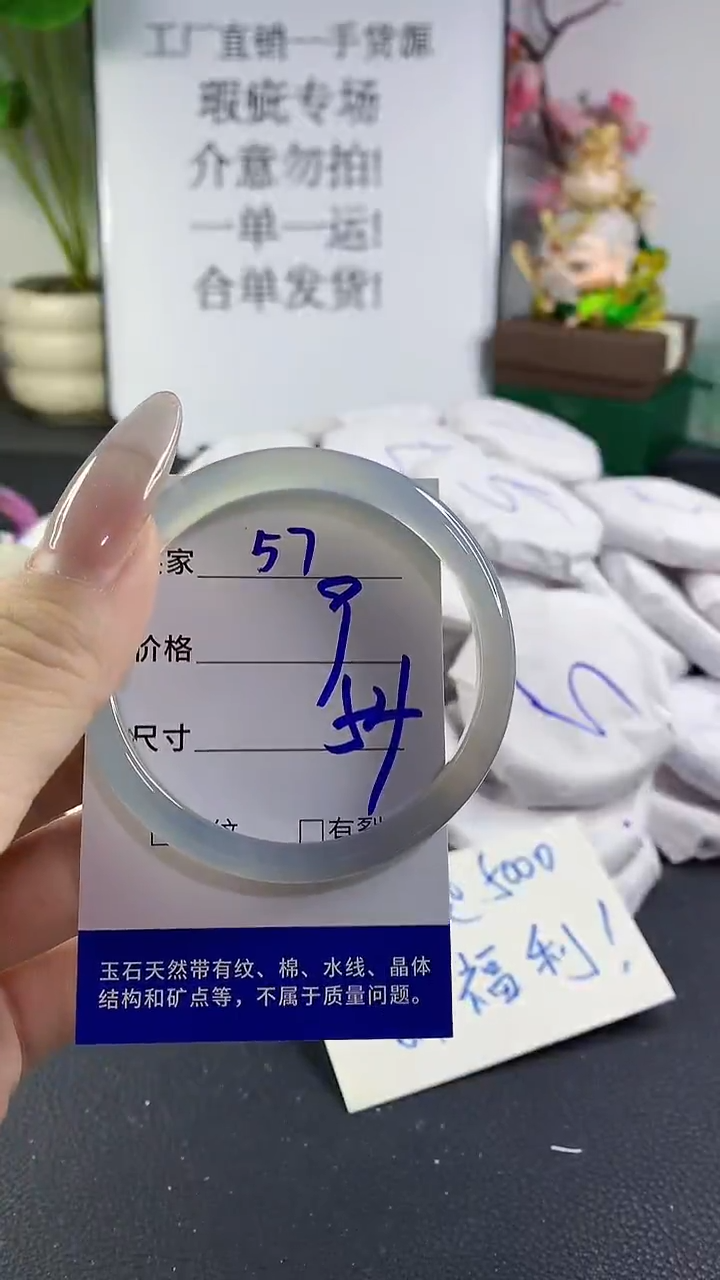 工厂直销一手货源
瑕疵专场
介意勿拍!
一单一运!
合单发货!
家 57
价格
尺寸 54
纹 □有裂
玉石天然带有纹、棉、水线、晶体
结构和矿点等，不属于质量问题。
5000
福利!